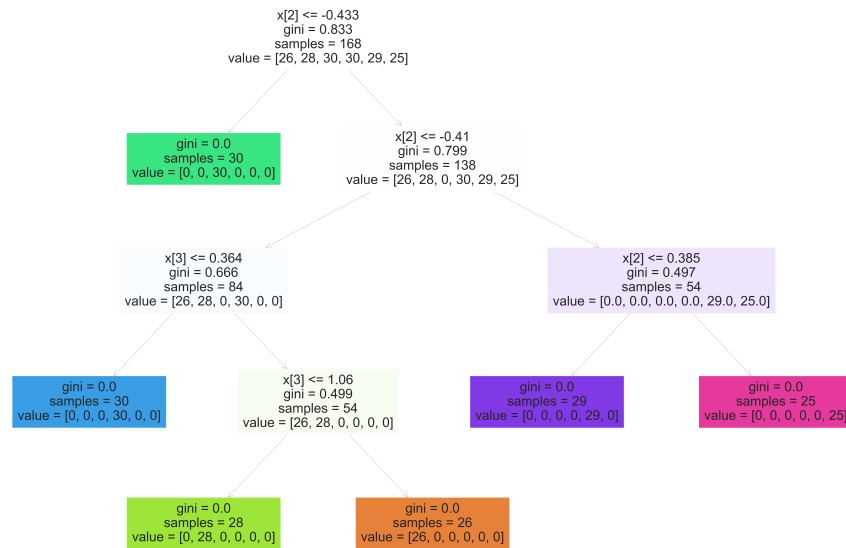 x[2] <= -0.433
gini = 0.833
samples = 168
value = [26, 28, 30, 30, 29, 25]
gini = 0.0
samples = 30
value = [0, 0, 30, 0, 0, 0]
x[2] <= -0.41
gini = 0.799
samples = 138
value = [26, 28, 0, 30, 29, 25]
x[3] <= 0.364
gini = 0.666
samples = 84
value = [26, 28, 0, 30, 0, 0]
x[2] <= 0.385
gini = 0.497
samples = 54
value = [0.0, 0.0, 0.0, 0.0, 29.0, 25.0]
gini = 0.0
samples = 30
value = [0, 0, 0, 30, 0, 0]
x[3] <= 1.06
gini = 0.499
samples = 54
value = [26, 28, 0, 0, 0, 0]
gini = 0.0
samples = 29
value = [0, 0, 0, 0, 29, 0]
gini = 0.0
samples = 25
value = [0, 0, 0, 0, 0, 25]
gini = 0.0
samples = 28
value = [0, 28, 0, 0, 0, 0]
gini = 0.0
samples = 26
value = [26, 0, 0, 0, 0, 0]